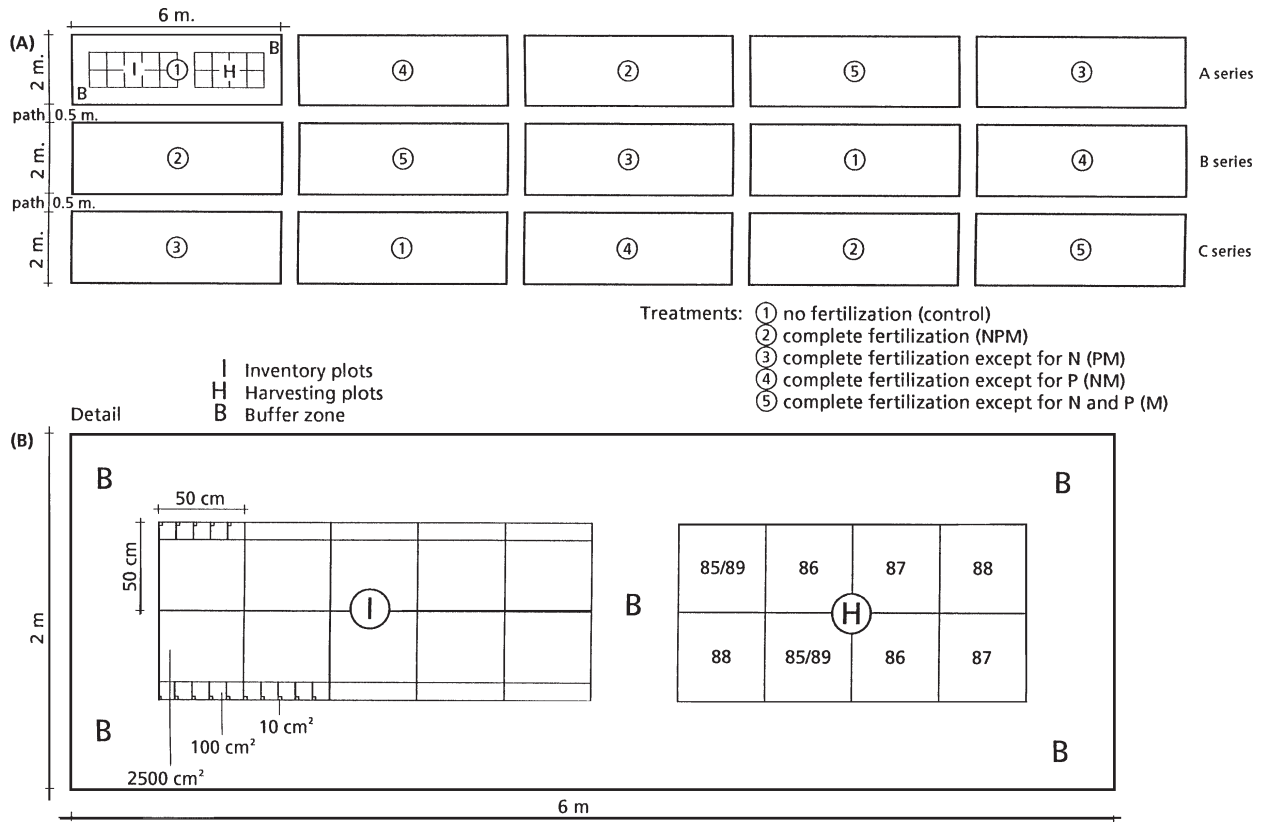 6 m.
(A)
2 m.
B
I
①
H
B
④
②
⑤
③
A series
path 0.5 m.
2 m.
②
⑤
③
①
④
B series
path 0.5 m.
2 m.
③
①
④
②
⑤
C series
Treatments: ① no fertilization (control)
② complete fertilization (NPM)
③ complete fertilization except for N (PM)
④ complete fertilization except for P (NM)
⑤ complete fertilization except for N and P (M)
I Inventory plots
H Harvesting plots
B Buffer zone
Detail
(B)
B
B
50 cm
50 cm
I
B
85/89 86 87 88
H
88 85/89 86 87
2 m
B
10 cm²
100 cm²
2500 cm²
B
6 m